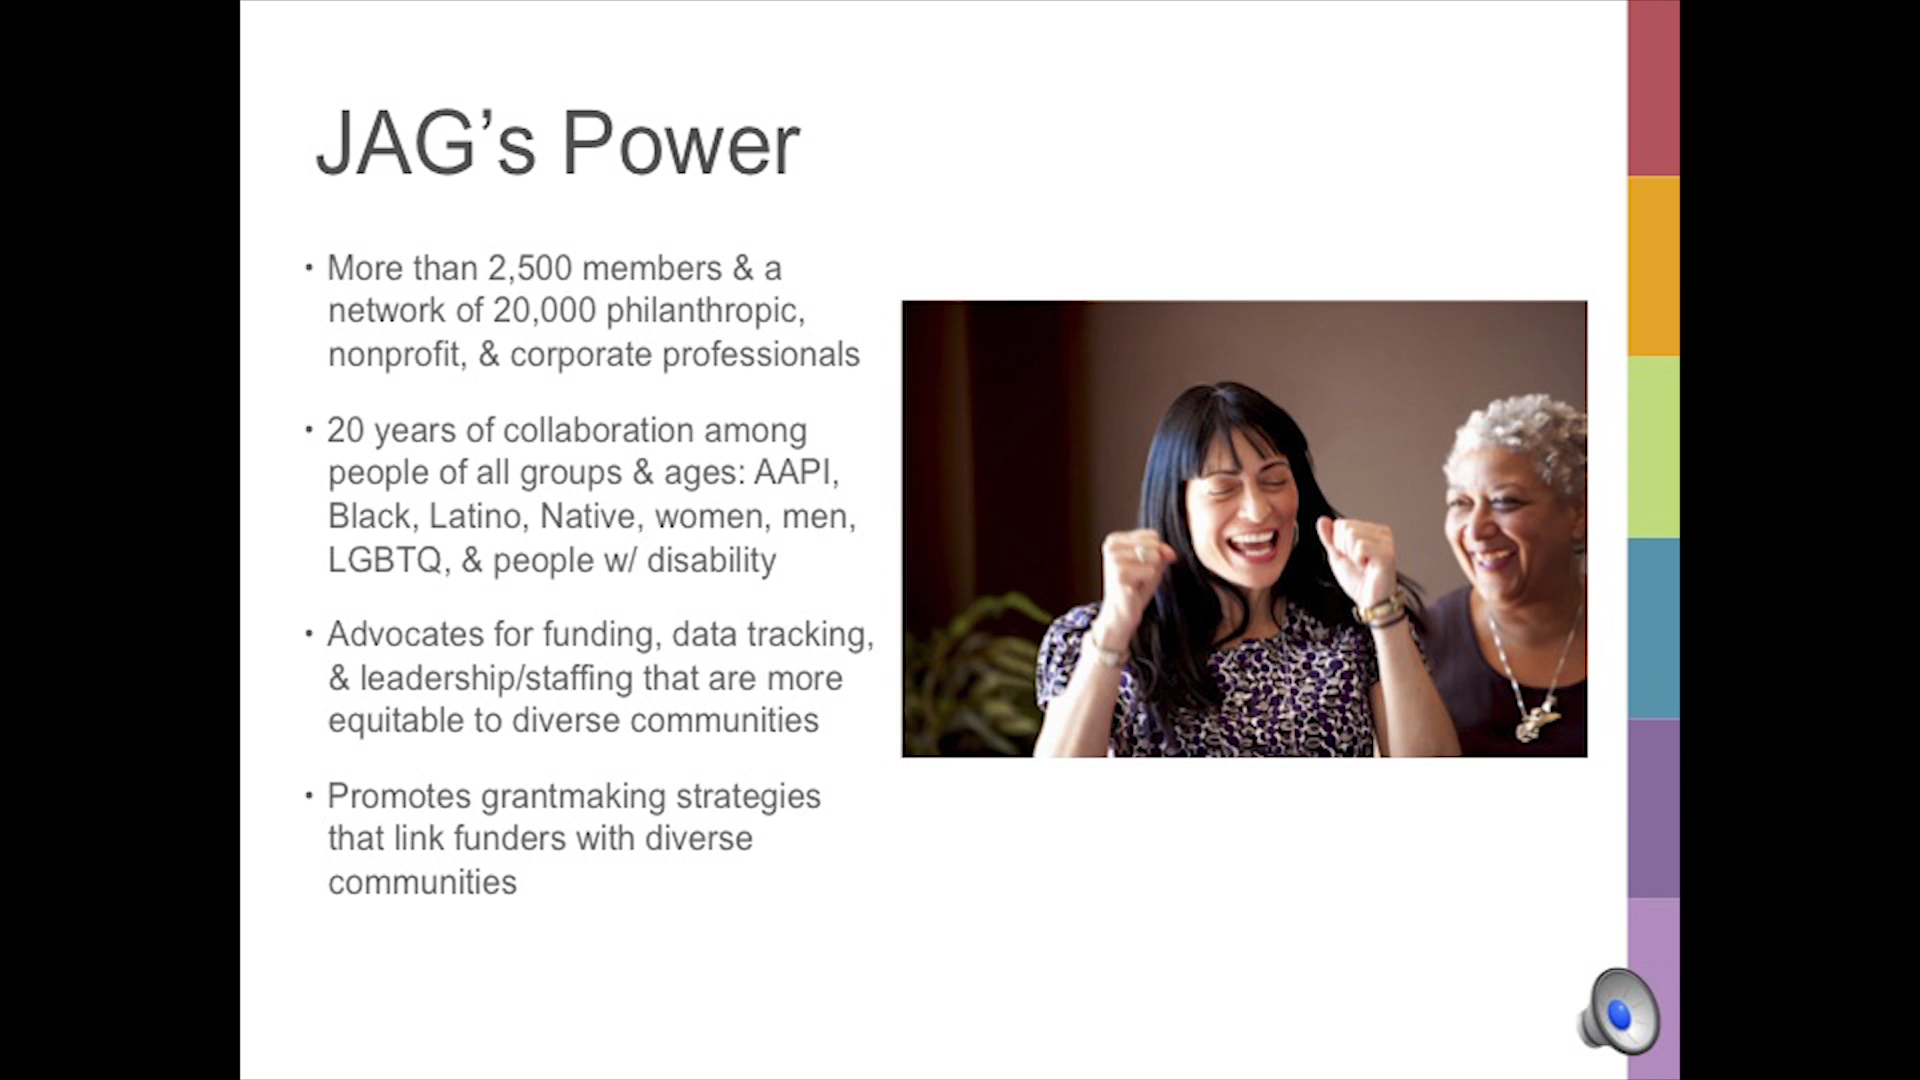 JAG’s Power
• More than 2,500 members & a
network of 20,000 philanthropic,
nonprofit, & corporate professionals
• 20 years of collaboration among
people of all groups & ages: AAPI,
Black, Latino, Native, women, men,
LGBTQ, & people w/ disability
• Advocates for funding, data tracking,
& leadership/staffing that are more
equitable to diverse communities
• Promotes grantmaking strategies
that link funders with diverse
communities